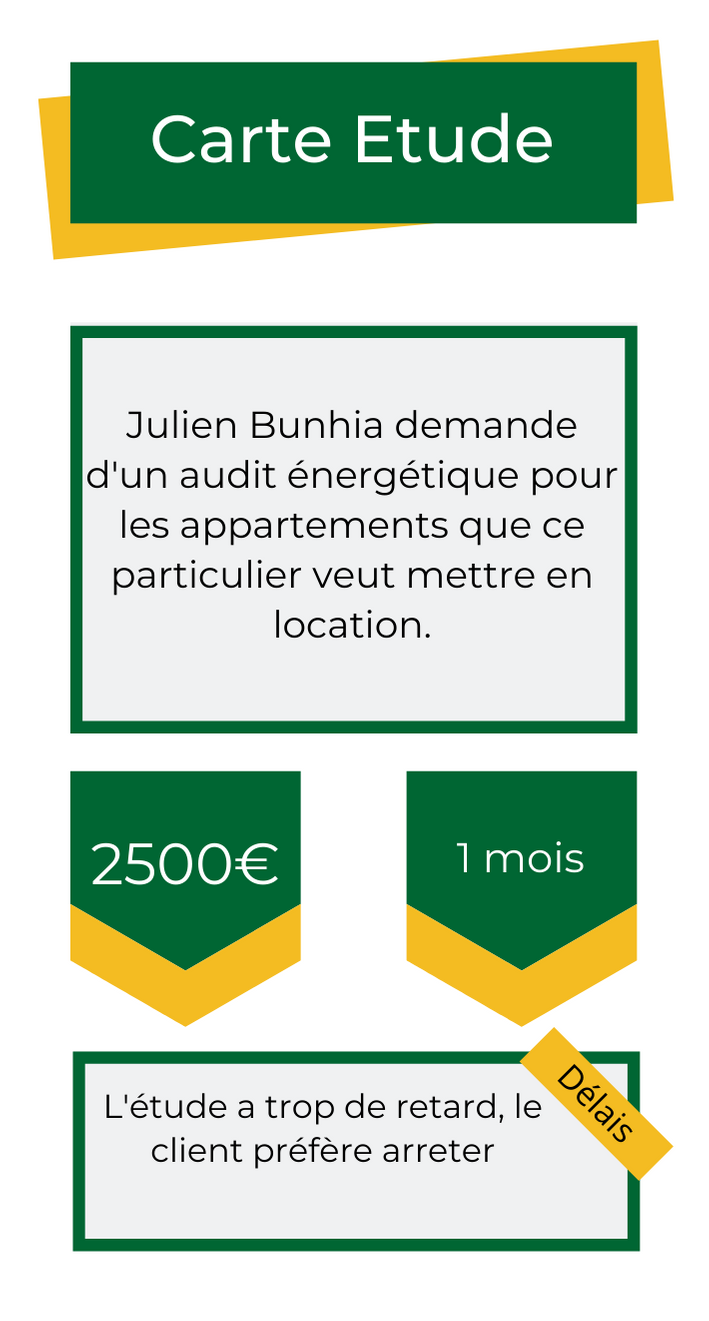 Carte Etude
Julien Bunhia demande
d'un audit énergétique pour
les appartements que ce
particulier veut mettre en
location.
2500€
1 mois
Délais
L'étude a trop de retard, le
client préfère arreter